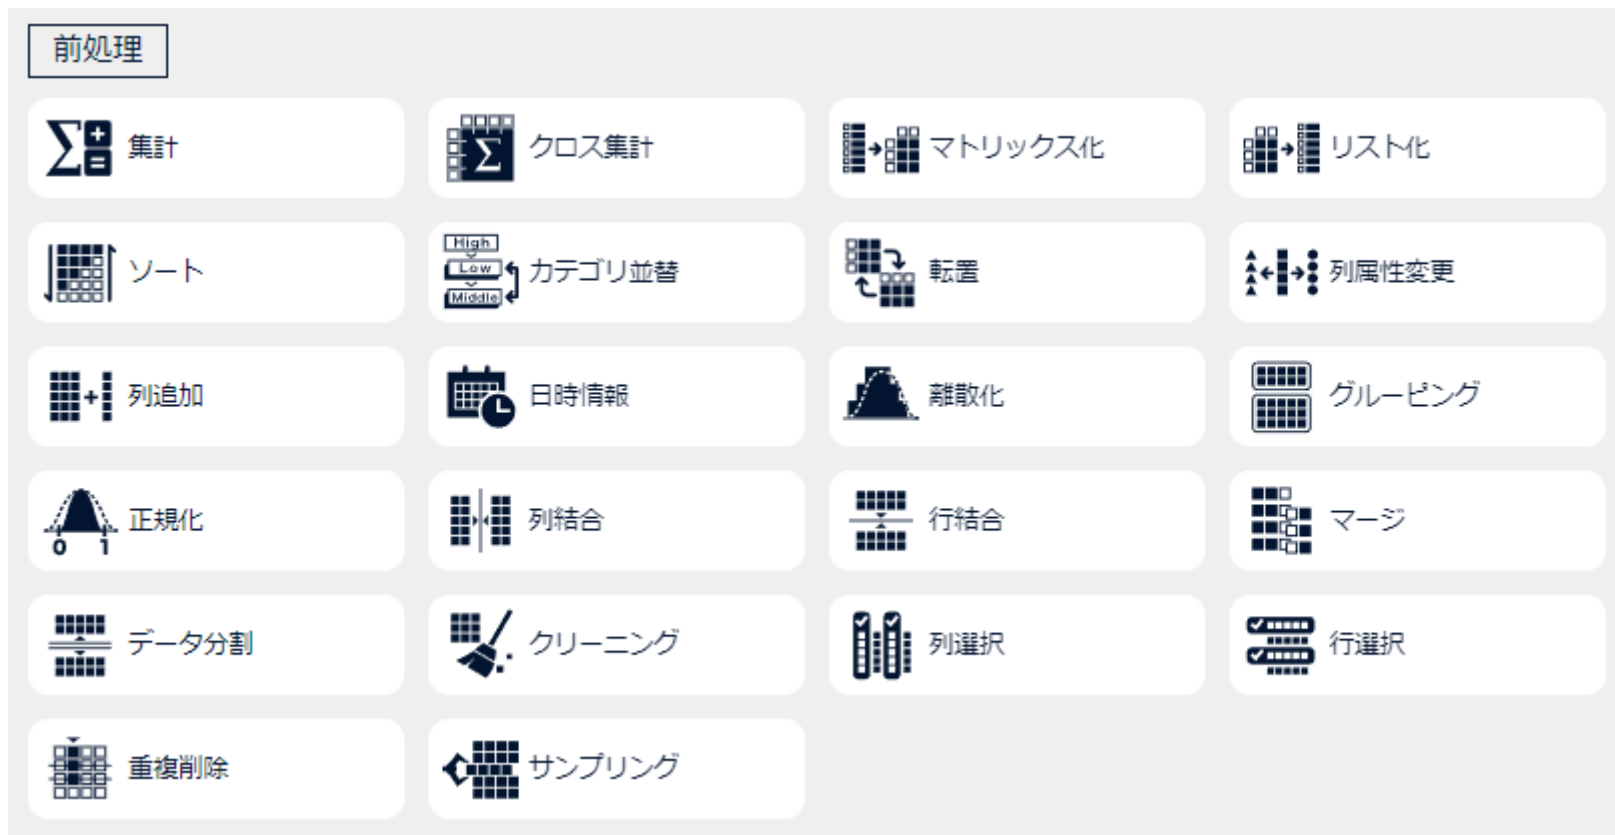 前処理
集計
クロス集計
マトリックス化
リスト化
ソート
High
Low
Middle
カテゴリ並替
転置
列属性変更
列追加
日時情報
離散化
グルーピング
正規化
0 1
列結合
行結合
マージ
データ分割
クリーニング
列選択
行選択
重複削除
サンプリング